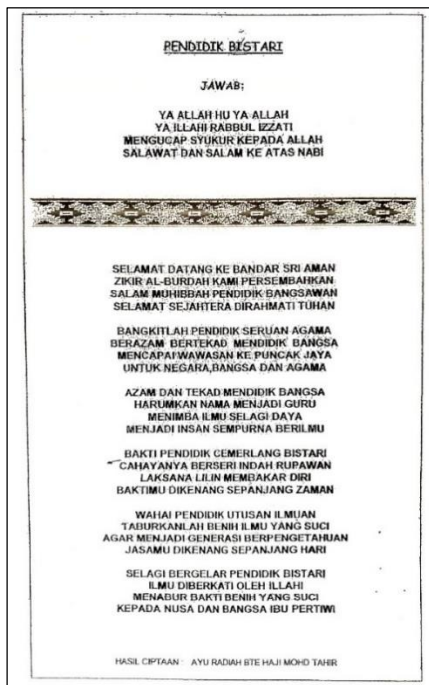 PENDIDIK BISTARI
JAWAB:
YA ALLAH HU YA ALLAH
YA ILLAHI RABBUL IZZATI
MENGUCAP SYUKUR KEPADA ALLAH
SALAWAT DAN SALAM KE ATAS NABI
SELAMAT DATANG KE BANDAR SRI AMAN
ZIKIR AL-BURDAH KAMI PERSEMBAHKAN
SALAM MUHIBBAH PENDIDIK BANGSAWAN
SELAMAT SEJAHTERA DIRAHMATI TUHAN
BANGKITLAH PENDIDIK SERUAN AGAMA
BERAZAM BERTEKAD MENDIDIK BANGSA
MENCAPAI WAWASAN KE PUNCAK JAYA
UNTUK NEGARA,BANGSA DAN AGAMA
AZAM DAN TEKAD MENDIDIK BANGSA
HARUMKAN NAMA MENJADI GURU
MENIMBA ILMU SELAGI DAYA
MENJADI INSAN SEMPURNA BERILMU
BAKTI PENDIDIK CEMERLANG BISTARI
CAHAYANYA BERSERI INDAH RUPAWAN
LAKSANA LILIN MEMBAKAR DIRI
BAKTIMU DIKENANG SEPANJANG ZAMAN
WAHAI PENDIDIK UTUSAN ILMUAN
TABURKANLAH BENIH ILMU YANG SUCI
AGAR MENJADI GENERASI BERPENGETAHUAN
JASAMU DIKENANG SEPANJANG HARI
SELAGI BERGELAR PENDIDIK BISTARI
ILMU DIBERKATI OLEH ILLAHI
MENABUR BAKTI BENIH YANG SUCI
KEPADA NUSA DAN BANGSA IBU PERTIWI
HASIL CIPTAAN : AYU RADIAH BTE HAJI MOHD TAHIR